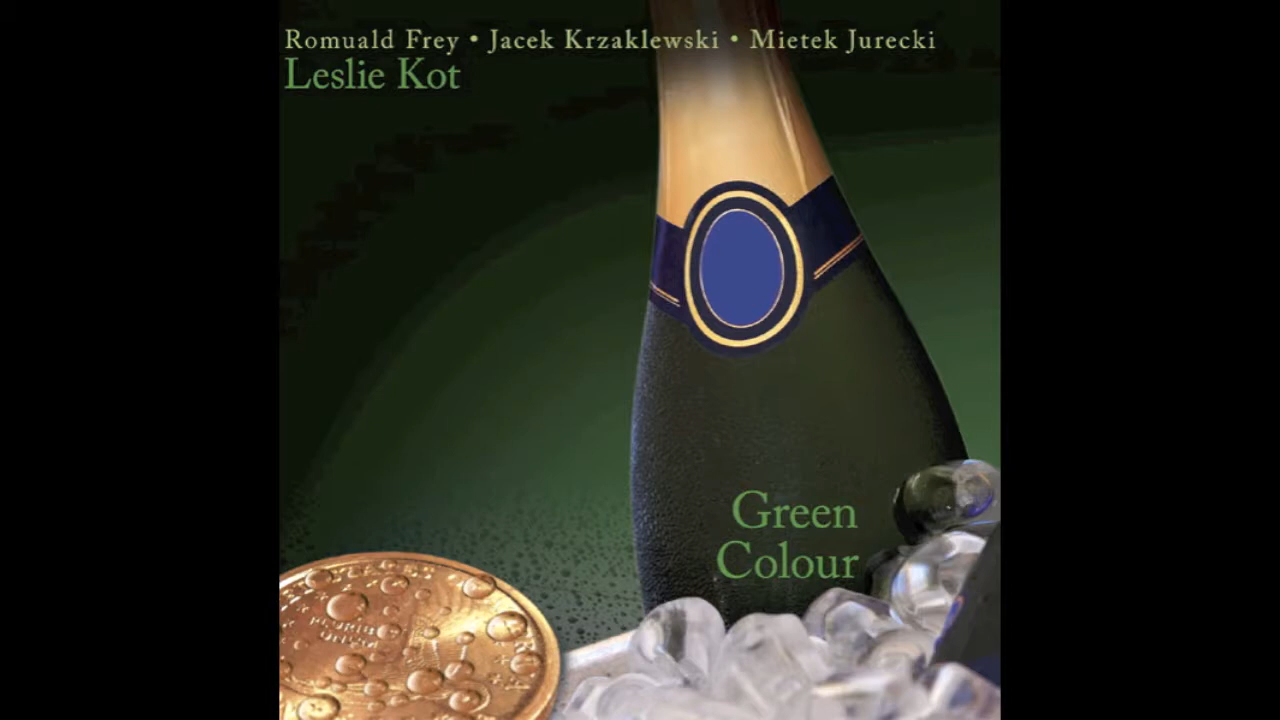 Romuald Frey • Jacek Krzaklewski • Mietek Jurecki
Leslie Kot
Green
Colour